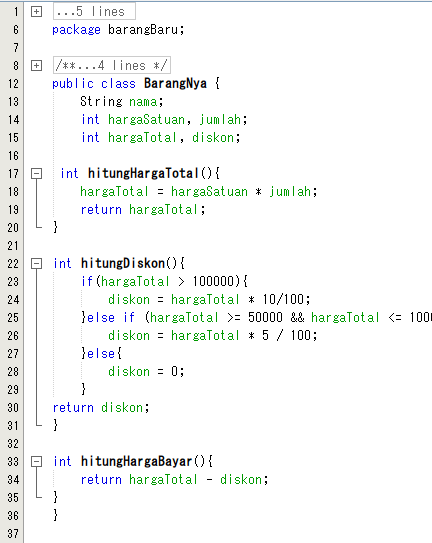 1 ...5 lines
6 package barangBaru;
7
8 /**...4 lines */
12 public class BarangNya {
13 String nama;
14 int hargaSatuan, jumlah;
15 int hargaTotal, diskon;
16
17 int hitungHargaTotal(){
18 hargaTotal = hargaSatuan * jumlah;
19 return hargaTotal;
20 }
21
22 int hitungDiskon(){
23 if(hargaTotal > 100000){
24 diskon = hargaTotal * 10/100;
25 }else if (hargaTotal >= 50000 && hargaTotal <= 100
26 diskon = hargaTotal * 5 / 100;
27 }else{
28 diskon = 0;
29 }
30 return diskon;
31 }
32
33 int hitungHargaBayar(){
34 return hargaTotal - diskon;
35 }
36 }
37